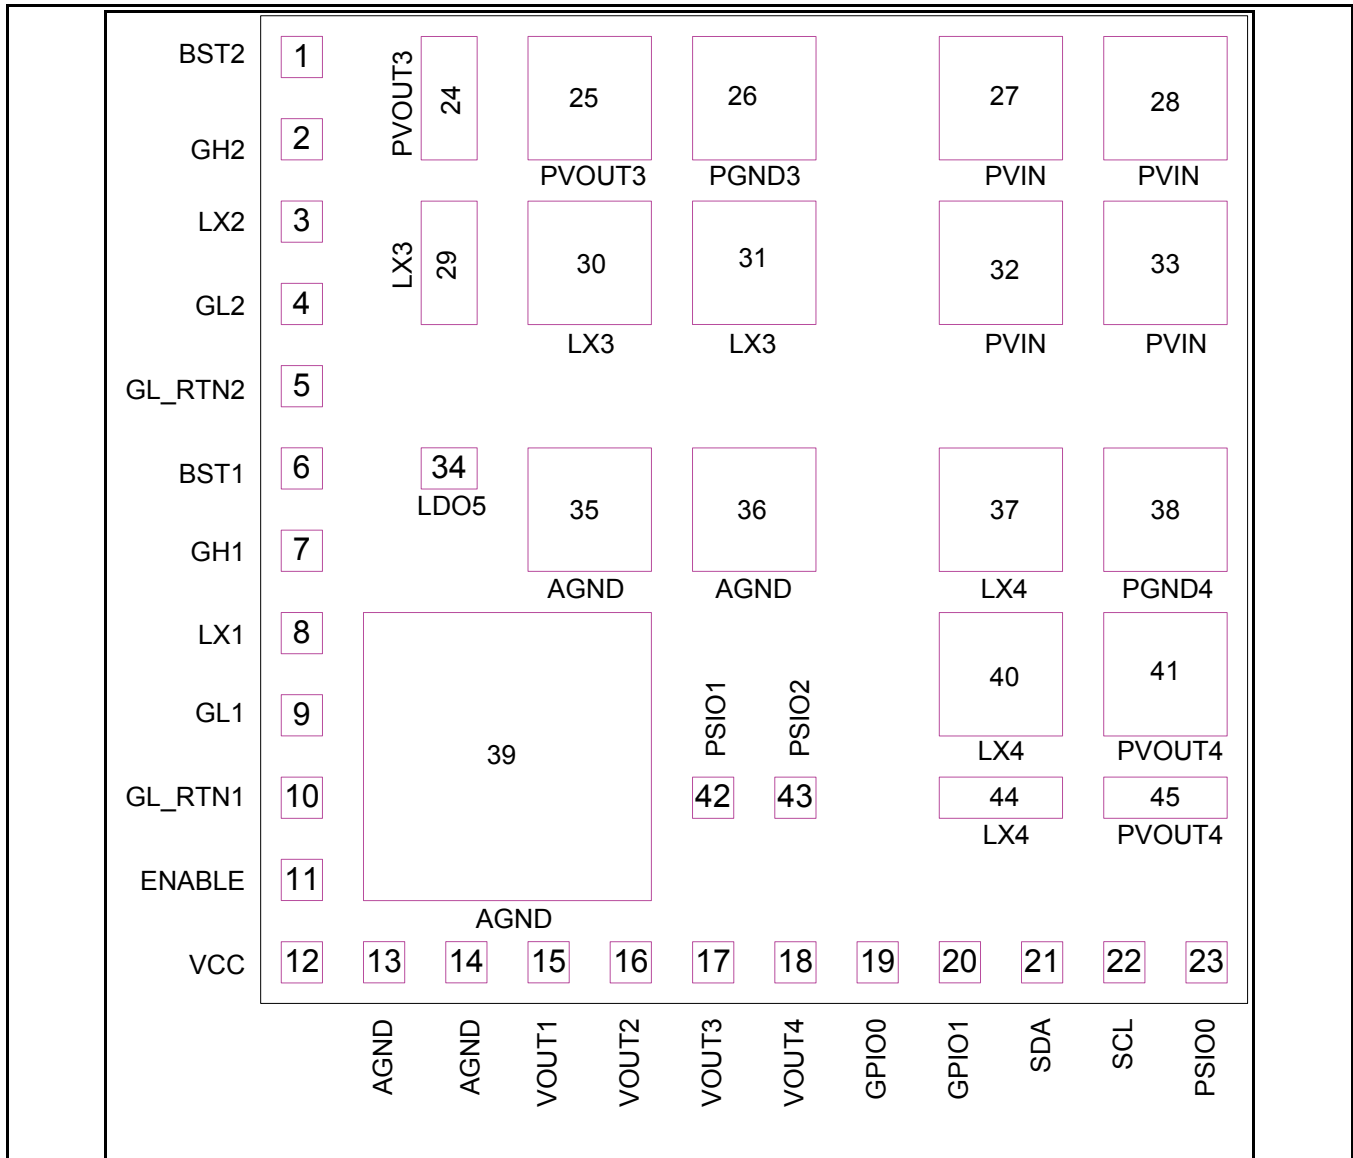 BST2 1 PVOUT3 24 25 26 27 28
GH2 2 PVOUT3 PGND3 PVIN PVIN
LX2 3 LX3 29 30 31 32 33
GL2 4 LX3 LX3 PVIN PVIN
GL_RTN2 5
BST1 6 34
LDO5 35 36 37 38
GH1 7 AGND AGND LX4 PGND4
LX1 8
GL1 9 39 PSIO1 PSIO2 40 41
LX4 PVOUT4
GL_RTN1 10 42 43 44 45
LX4 PVOUT4
ENABLE 11
AGND
VCC 12 13 14 15 16 17 18 19 20 21 22 23
AGND AGND VOUT1 VOUT2 VOUT3 VOUT4 GPIO0 GPIO1 SDA SCL PSIO0